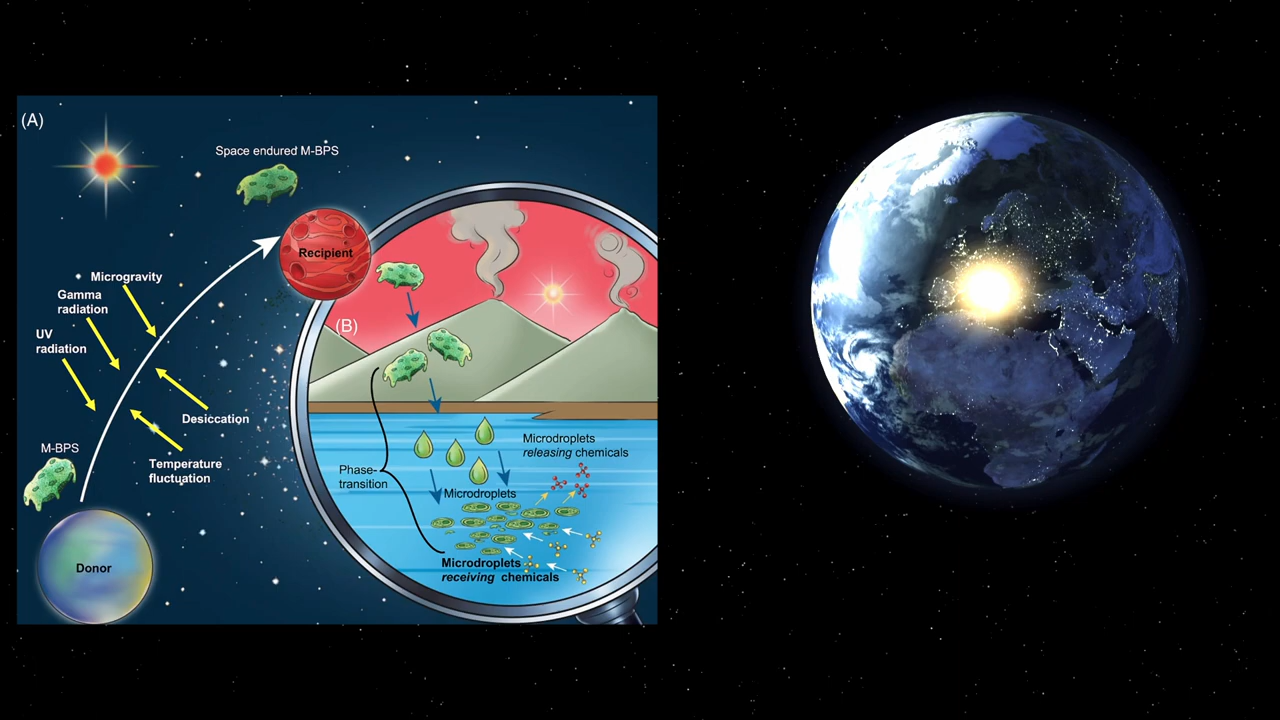 (A)
Space endured M-BPS
Recipient
Microgravity
Gamma
radiation
UV
radiation
Desiccation
Temperature
fluctuation
M-BPS
Donor
(B)
Phase-
transition
Microdroplets
releasing chemicals
Microdroplets
Microdroplets
receiving chemicals